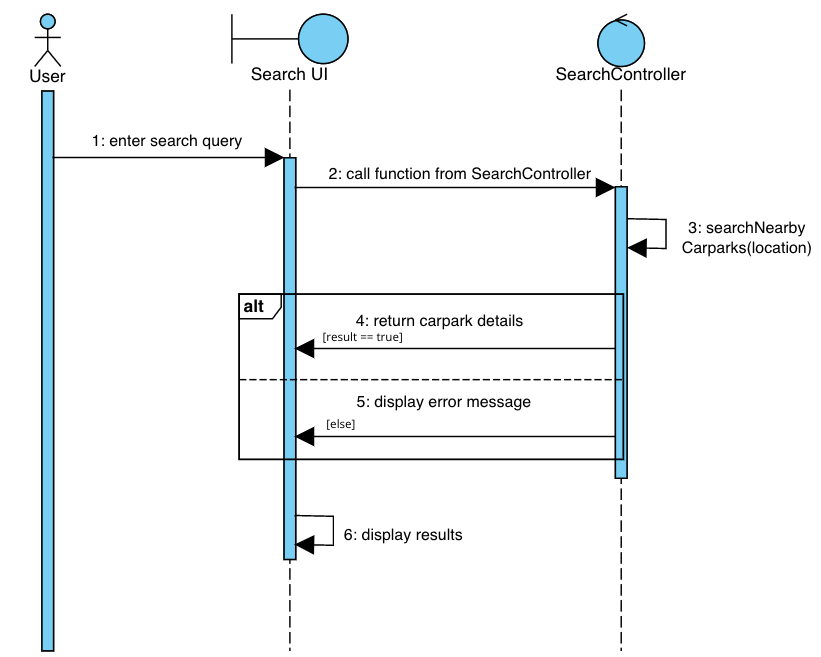 User
Search UI
SearchController
1: enter search query
2: call function from SearchController
3: searchNearby
Carparks(location)
alt
4: return carpark details
[result == true]
5: display error message
[else]
6: display results